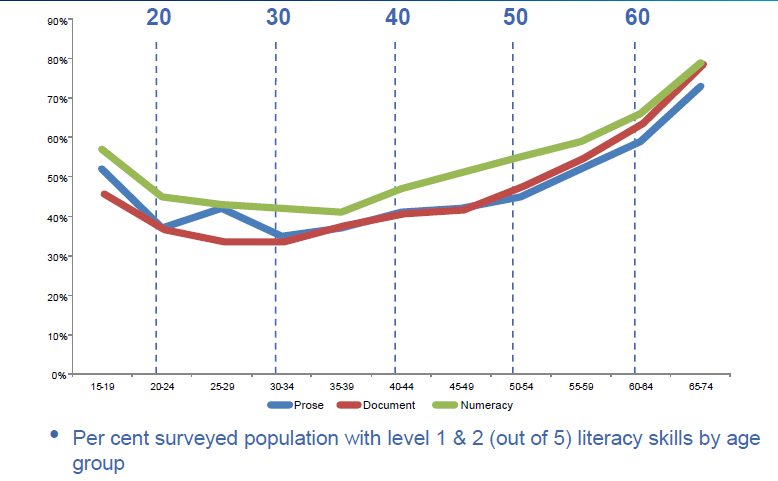 20 30 40 50 60
90%
80%
70%
60%
50%
40%
30%
20%
10%
0%
15-19 20-24 25-29 30-34 35-39 40-44 45-49 50-54 55-59 60-64 65-74
Prose Document Numeracy
• Per cent surveyed population with level 1 & 2 (out of 5) literacy skills by age
group